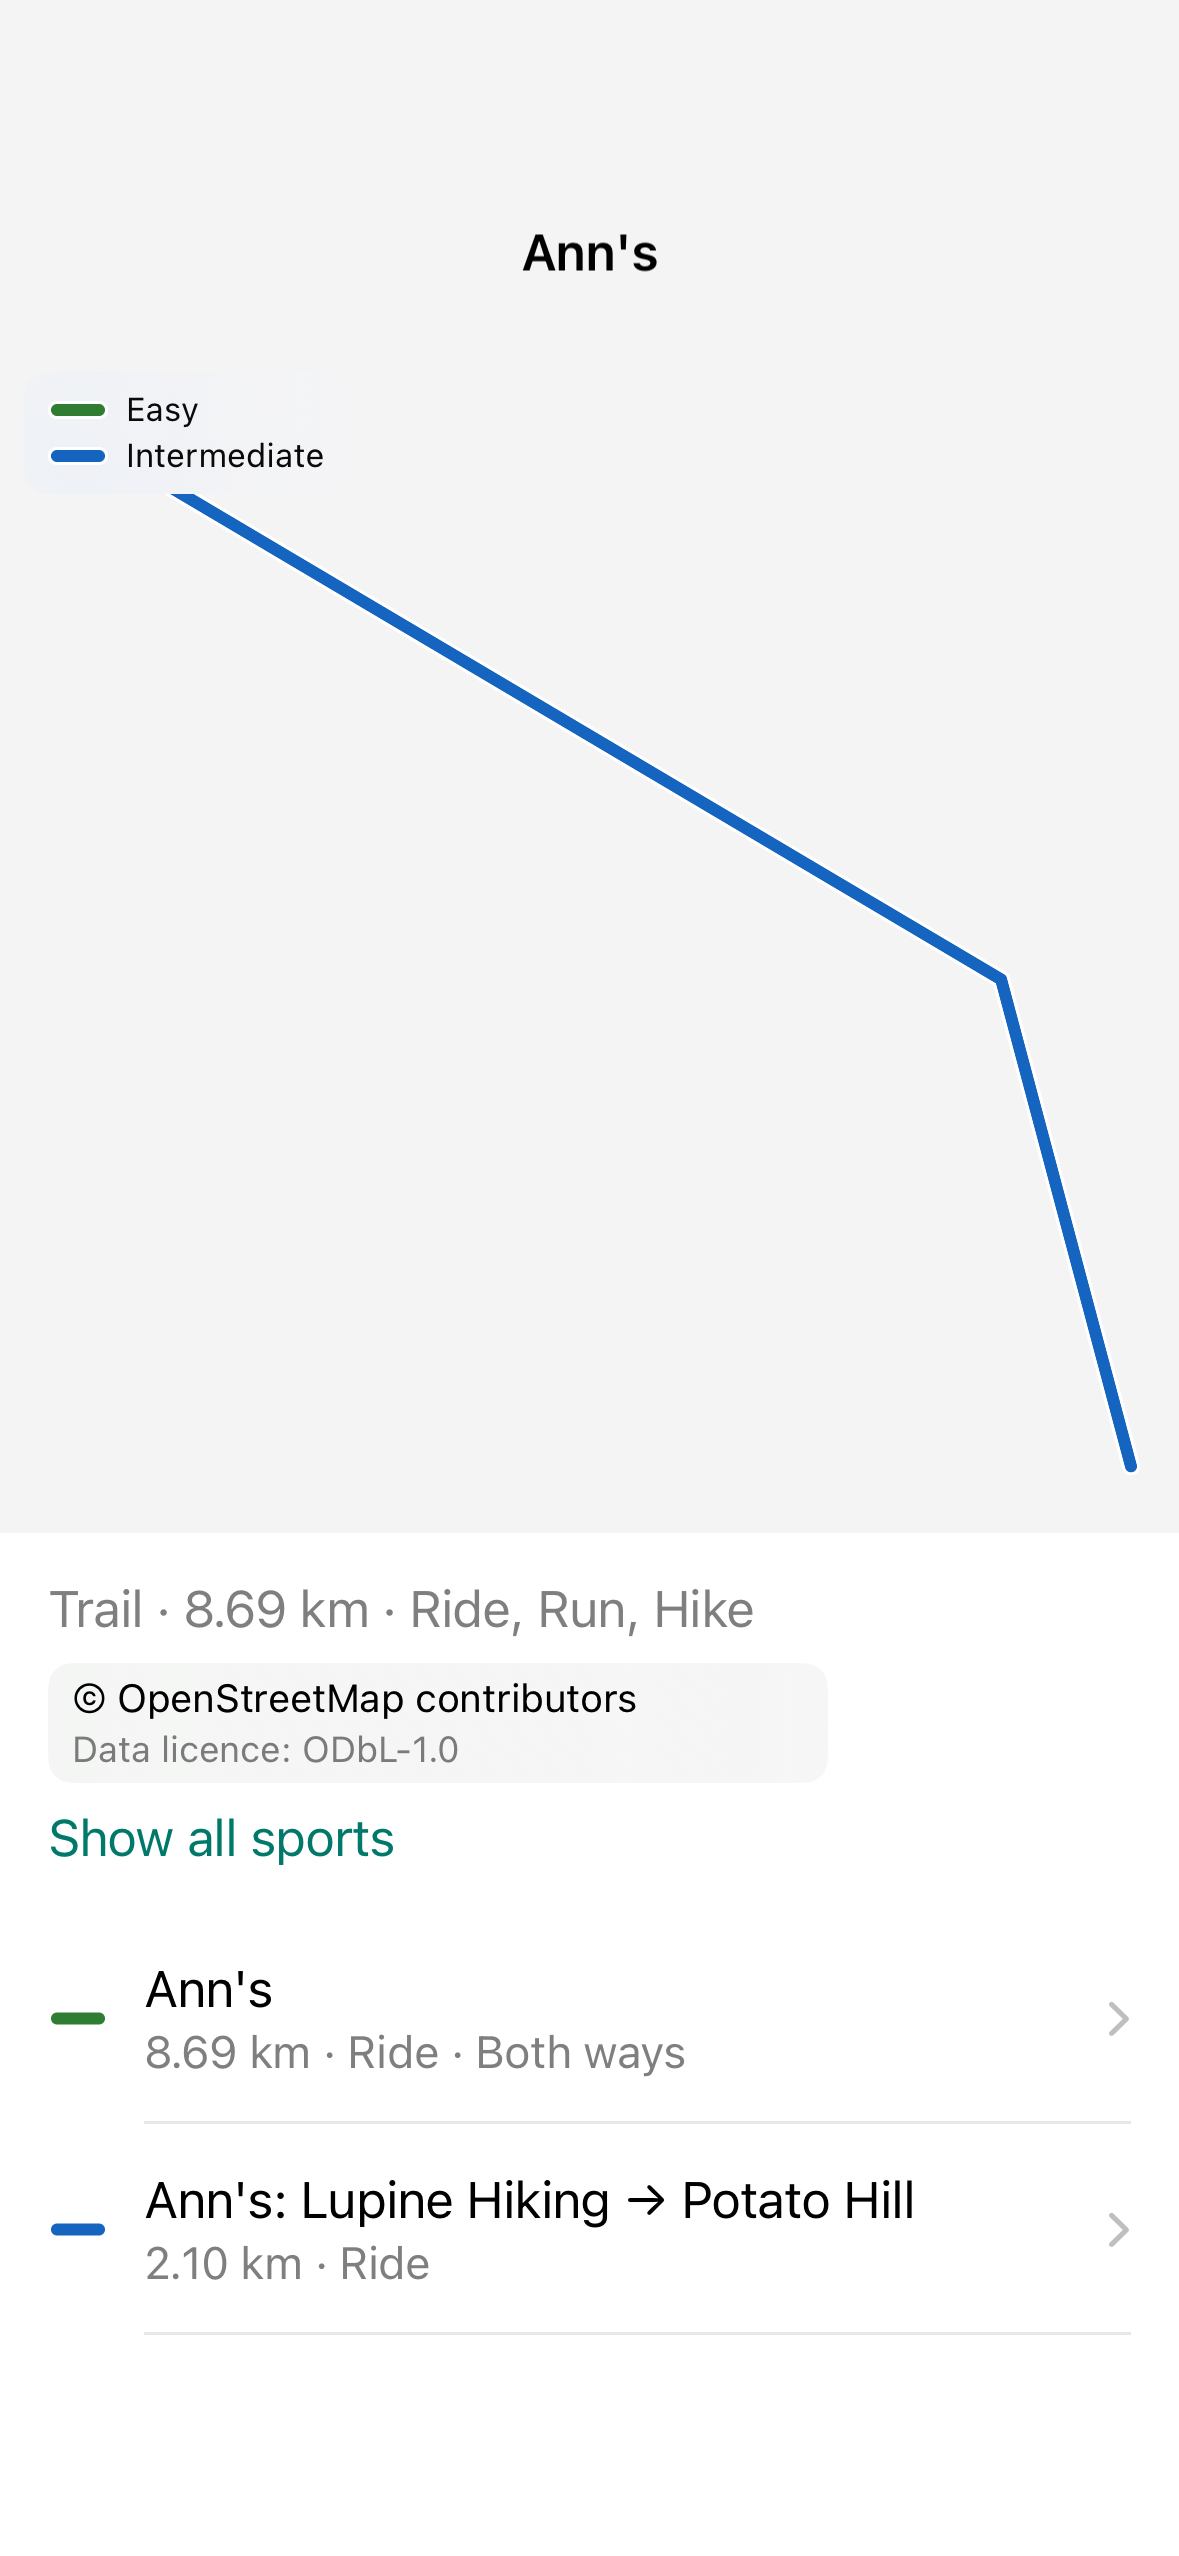 Ann's
Easy
Intermediate
Trail · 8.69 km · Ride, Run, Hike
© OpenStreetMap contributors
Data licence: ODbL-1.0
Show all sports
Ann's
8.69 km · Ride · Both ways
Ann's: Lupine Hiking → Potato Hill
2.10 km · Ride